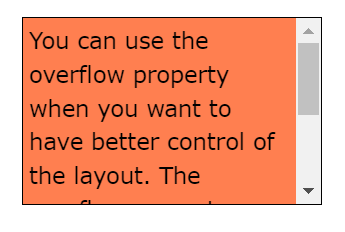 You can use the
overflow property
when you want to
have better control of
the layout. The